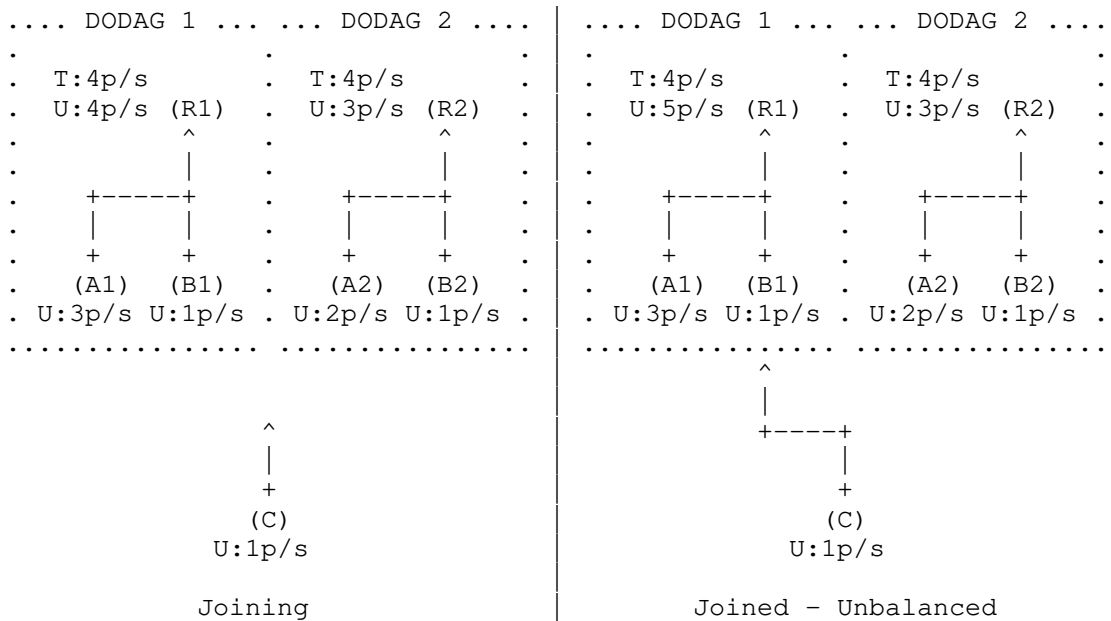 .... DODAG 1 ... ... DODAG 2 .... | .... DODAG 1 ... ... DODAG 2 ....
. . . | . . .
. T:4p/s . T:4p/s . | . T:4p/s . T:4p/s .
. U:4p/s (R1) . U:3p/s (R2) . | . U:5p/s (R1) . U:3p/s (R2) .
. ^ . ^ . | . ^ . ^ .
. | . | . | . | . | .
. +-----+ . +-----+ . | . +-----+ . +-----+ .
. | | . | | . | . | | . | | .
. + + . + + . | . + + . + + .
. (A1) (B1) . (A2) (B2) . | . (A1) (B1) . (A2) (B2) .
. U:3p/s U:1p/s . U:2p/s U:1p/s . | . U:3p/s U:1p/s . U:2p/s U:1p/s .
................ ................ | ................ ................
| ^
| |
^ | +-----+
| | |
+ | +
(C) | (C)
U:1p/s | U:1p/s
Joining | Joined - Unbalanced